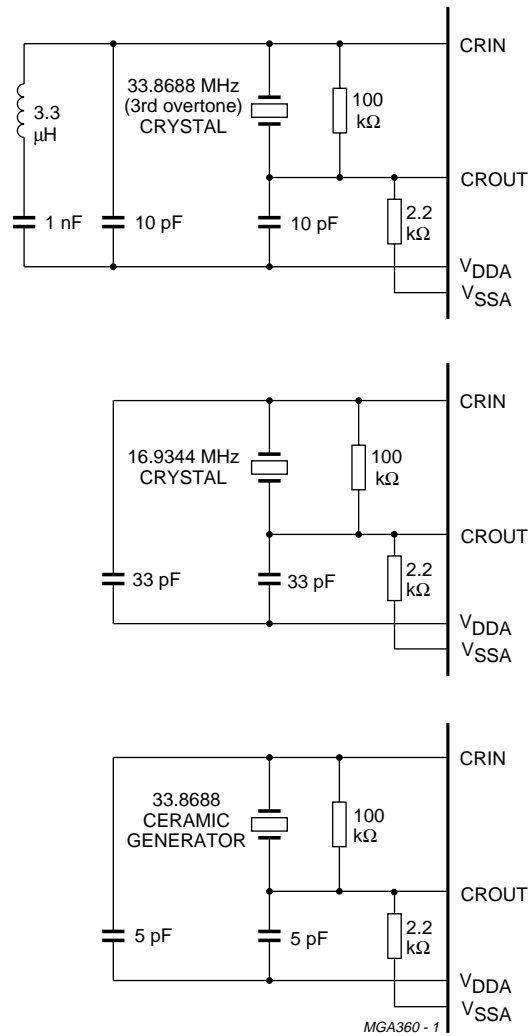 CRIN
33.8688 MHz
(3rd overtone)
CRYSTAL
3.3
µH
100
kΩ
CROUT
1 nF
10 pF
10 pF
2.2
kΩ
VDDA
VSSA
CRIN
16.9344 MHz
CRYSTAL
100
kΩ
CROUT
33 pF
33 pF
2.2
kΩ
VDDA
VSSA
CRIN
33.8688
CERAMIC
GENERATOR
100
kΩ
CROUT
5 pF
5 pF
2.2
kΩ
VDDA
VSSA
MGA360 - 1